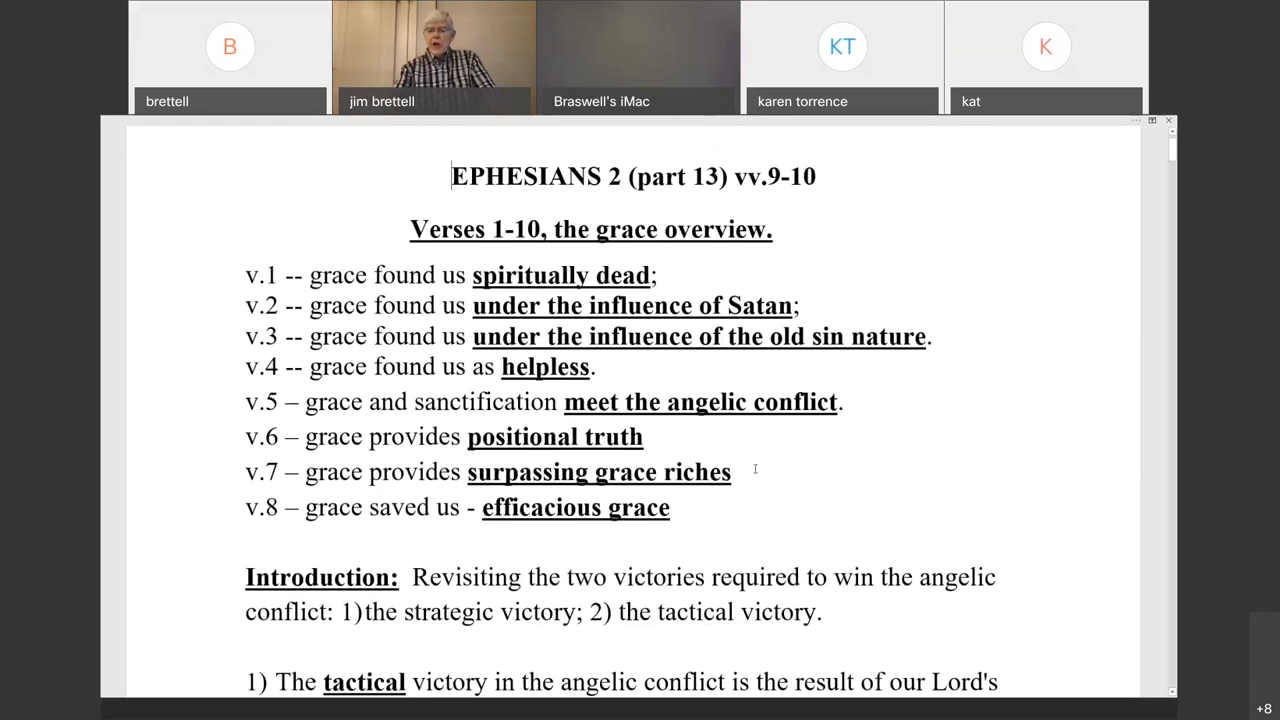 B
KT
K
brettell
jim brettell
Braswell's iMac
karen torrence
kat
EPHESIANS 2 (part 13) vv.9-10
Verses 1-10, the grace overview.
v.1 -- grace found us spiritually dead;
v.2 -- grace found us under the influence of Satan;
v.3 -- grace found us under the influence of the old sin nature.
v.4 -- grace found us as helpless.
v.5 – grace and sanctification meet the angelic conflict.
v.6 – grace provides positional truth
v.7 – grace provides surpassing grace riches
v.8 – grace saved us - efficacious grace
Introduction: Revisiting the two victories required to win the angelic
conflict: 1)the strategic victory; 2) the tactical victory.
1) The tactical victory in the angelic conflict is the result of our Lord's
+8